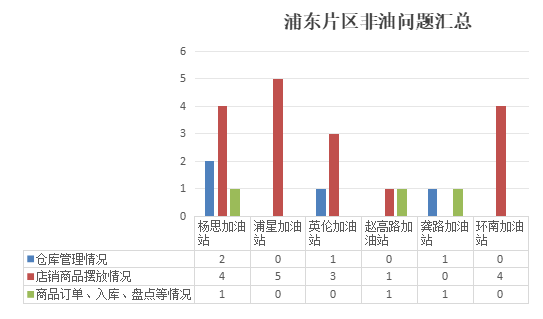 浦东片区非油问题汇总
6
5
4
3
2
1
0
杨思加油站 浦星加油站 英伦加油站 赵高路加油站 龚路加油站 环南加油站
仓库管理情况 2 0 1 0 1 0
店销商品摆放情况 4 5 3 1 0 4
商品订单、入库、盘点等情况 1 0 0 1 1 0